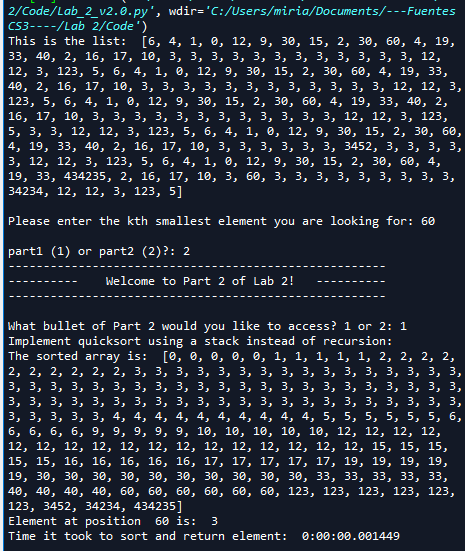 2/Code/Lab_2_v2.0.py', wdir='C:/Users/miria/Documents/---Fuentes
CS3----/Lab 2/Code')
This is the list:  [6, 4, 1, 0, 12, 9, 30, 15, 2, 30, 60, 4, 19,
33, 40, 2, 16, 17, 10, 3, 3, 3, 3, 3, 3, 3, 3, 3, 3, 3, 3, 12,
12, 3, 123, 5, 6, 4, 1, 0, 12, 9, 30, 15, 2, 30, 60, 4, 19, 33,
40, 2, 16, 17, 10, 3, 3, 3, 3, 3, 3, 3, 3, 3, 3, 3, 12, 12, 3,
123, 5, 6, 4, 1, 0, 12, 9, 30, 15, 2, 30, 60, 4, 19, 33, 40, 2,
16, 17, 10, 3, 3, 3, 3, 3, 3, 3, 3, 3, 3, 3, 3, 12, 12, 3, 123,
5, 3, 3, 12, 12, 3, 123, 5, 6, 4, 1, 0, 12, 9, 30, 15, 2, 30, 60,
4, 19, 33, 40, 2, 16, 17, 10, 3, 3, 3, 3, 3, 3, 3452, 3, 3, 3, 3,
3, 12, 12, 3, 123, 5, 6, 4, 1, 0, 12, 9, 30, 15, 2, 30, 60, 4,
19, 33, 434235, 2, 16, 17, 10, 3, 60, 3, 3, 3, 3, 3, 3, 3, 3, 3,
34234, 12, 12, 3, 123, 5]
Please enter the kth smallest element you are looking for: 60
part1 (1) or part2 (2)?: 2
------------------------------------------------------
----------    Welcome to Part 2 of Lab 2!   ----------
------------------------------------------------------
What bullet of Part 2 would you like to access? 1 or 2: 1
Implement quicksort using a stack instead of recursion:
The sorted array is:  [0, 0, 0, 0, 0, 1, 1, 1, 1, 1, 2, 2, 2, 2,
2, 2, 2, 2, 2, 2, 3, 3, 3, 3, 3, 3, 3, 3, 3, 3, 3, 3, 3, 3, 3, 3,
3, 3, 3, 3, 3, 3, 3, 3, 3, 3, 3, 3, 3, 3, 3, 3, 3, 3, 3, 3, 3, 3,
3, 3, 3, 3, 3, 3, 3, 3, 3, 3, 3, 3, 3, 3, 3, 3, 3, 3, 3, 3, 3, 3,
3, 3, 3, 3, 3, 4, 4, 4, 4, 4, 4, 4, 4, 4, 4, 5, 5, 5, 5, 5, 6,
6, 6, 6, 6, 9, 9, 9, 9, 9, 10, 10, 10, 10, 10, 12, 12, 12, 12,
12, 12, 12, 12, 12, 12, 12, 12, 12, 12, 12, 12, 12, 15, 15, 15,
15, 15, 16, 16, 16, 16, 16, 17, 17, 17, 17, 17, 19, 19, 19, 19,
19, 30, 30, 30, 30, 30, 30, 30, 30, 30, 30, 33, 33, 33, 33, 33,
40, 40, 40, 40, 60, 60, 60, 60, 60, 60, 123, 123, 123, 123, 123,
123, 3452, 34234, 434235]
Element at position  60 is:  3
Time it took to sort and return element:  0:00:00.001449